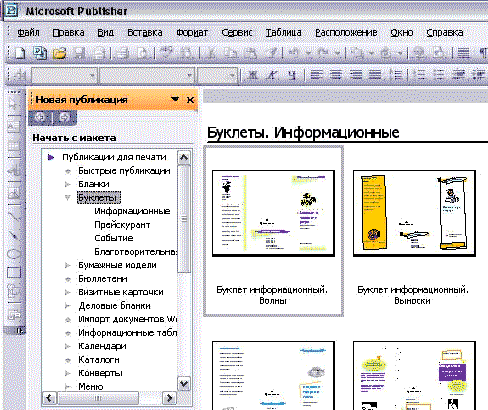 Microsoft Publisher
Файл Правка Вид Вставка Формат Сервис Таблица Расположение Окно Справка
Ж К Ч
Новая публикация
Начать с макета
Публикации для печати
Быстрые публикации
Бланки
Буклеты
Информационные
Прейскурант
Событие
Благотворительна
Бумажные модели
Бюллетени
Визитные карточки
Деловые бланки
Импорт документов W
Информационные табл
Календари
Каталоги
Конверты
Меню
Буклеты. Информационные
Буклет информационный.
Волны
Буклет информационный.
Выноски